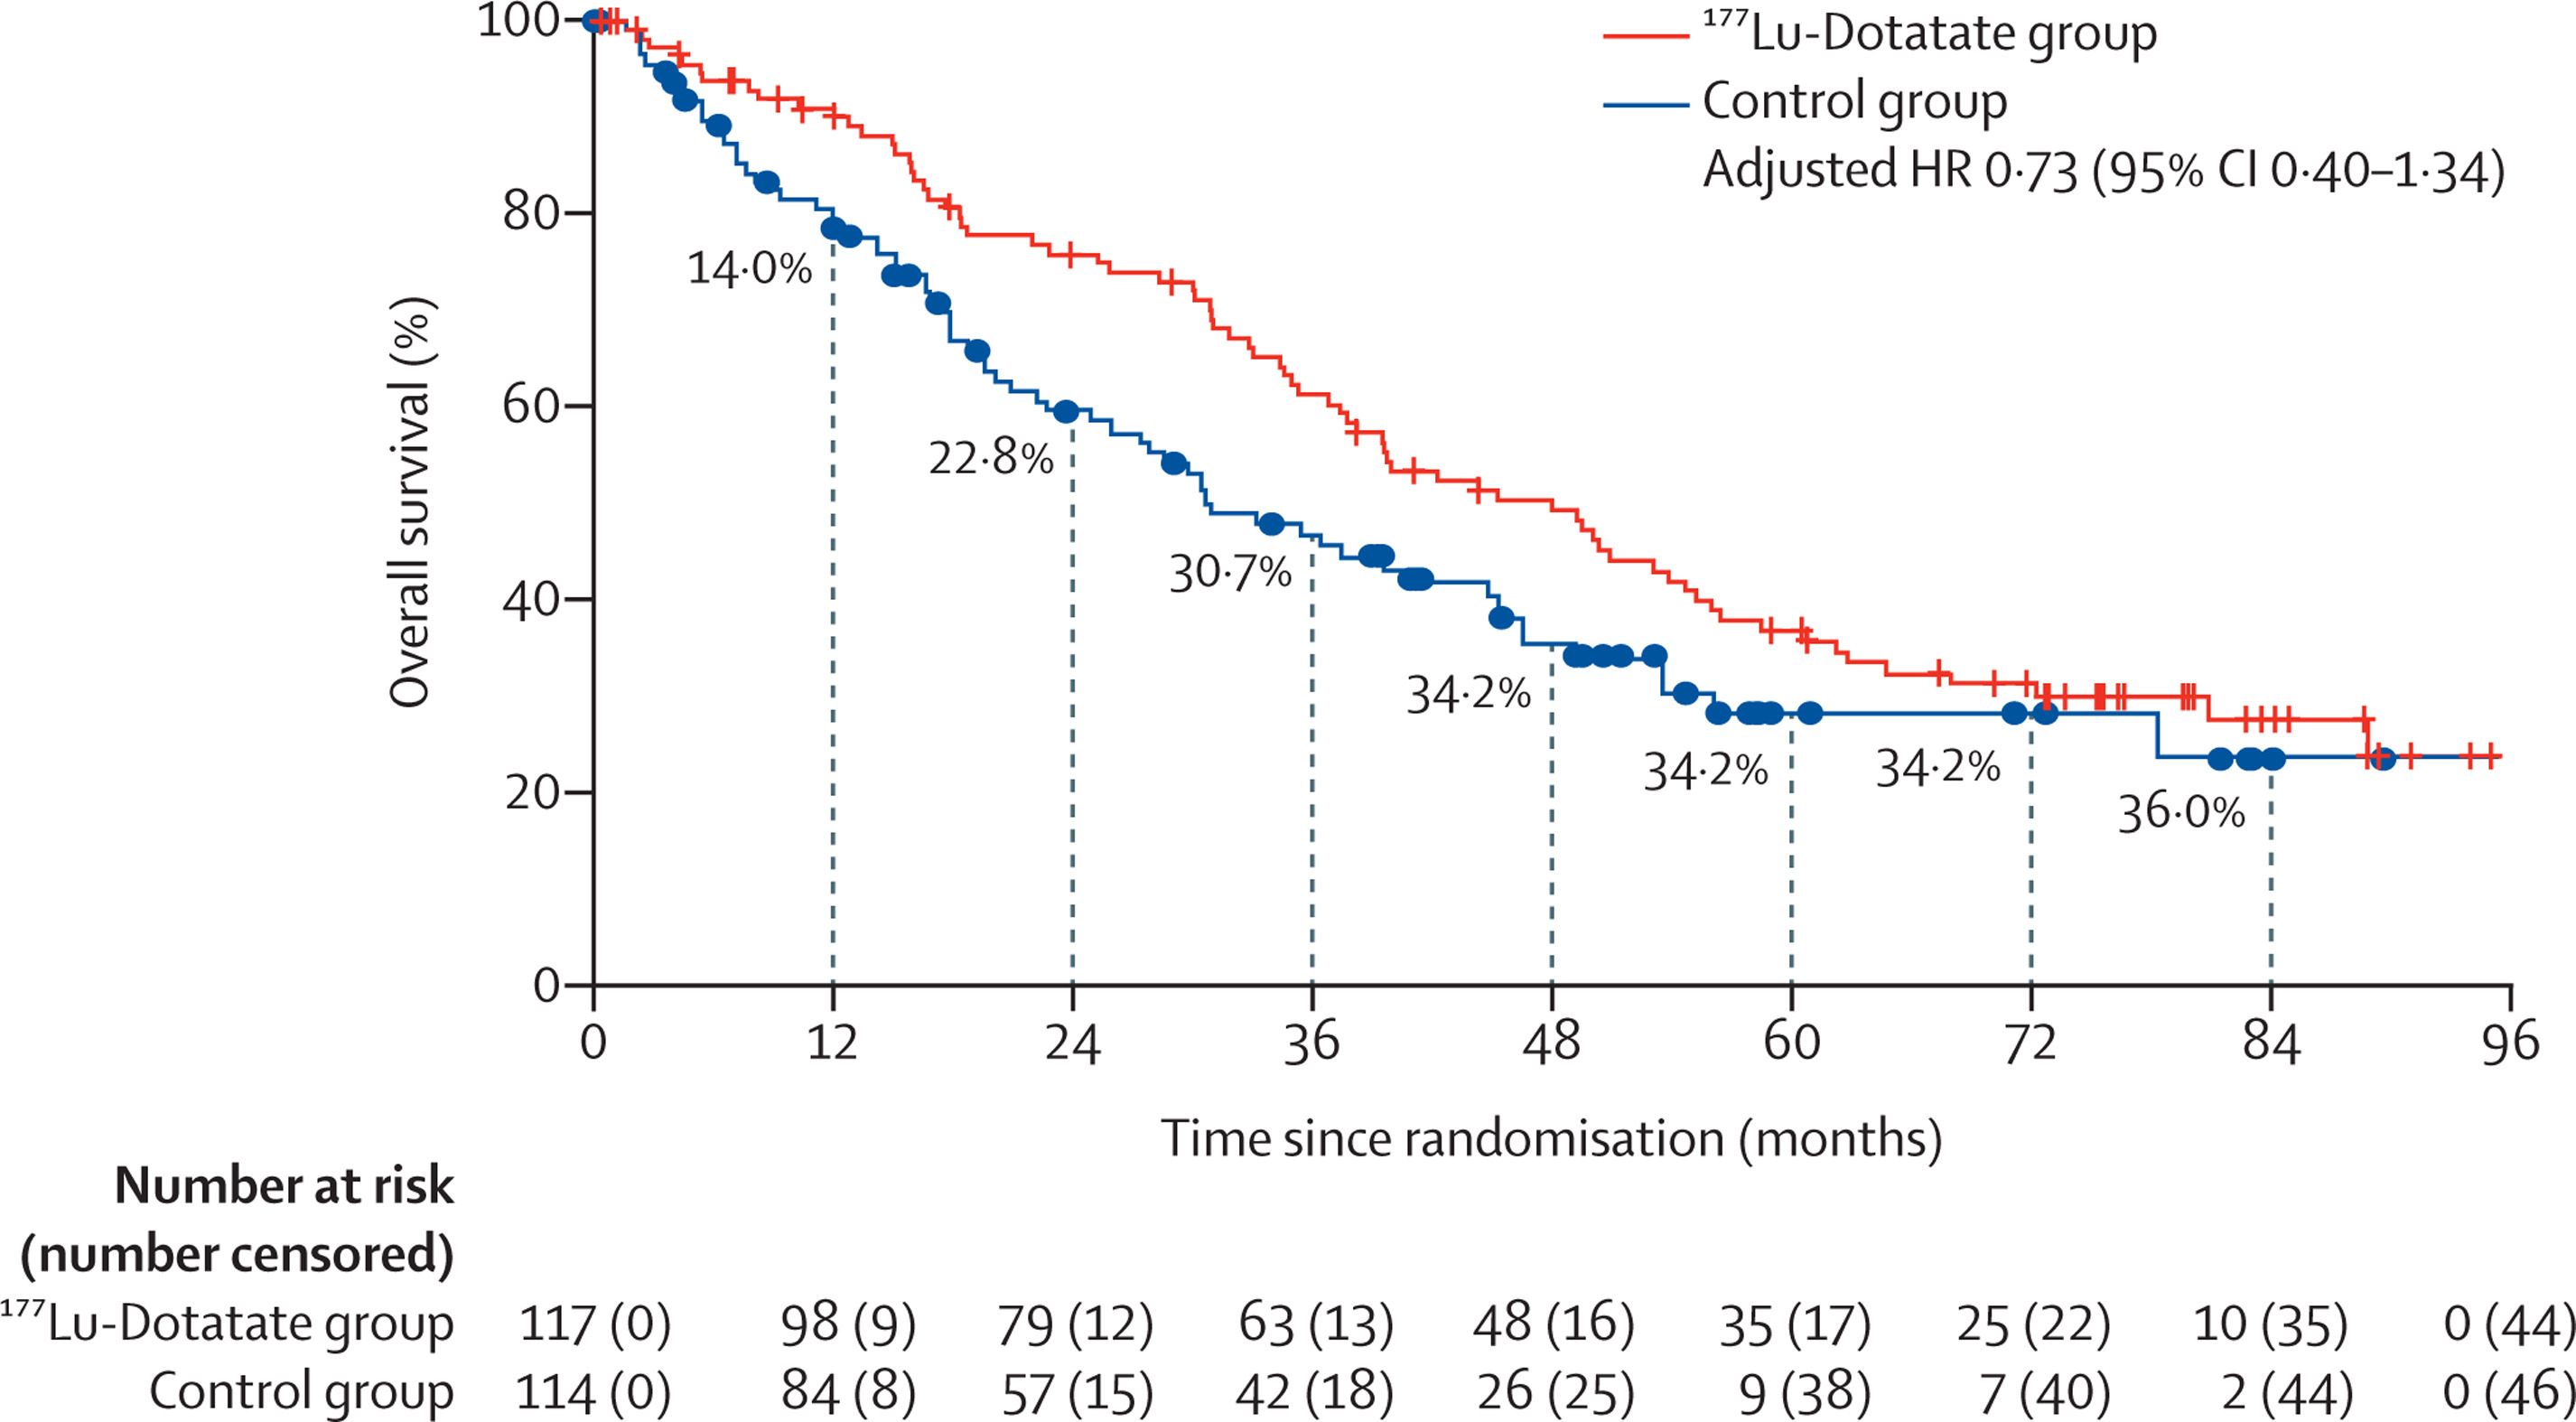 100
80
60
40
20
0
Overall survival (%)
¹⁷⁷Lu-Dotatate group
Control group
Adjusted HR 0·73 (95% CI 0·40–1·34)
14·0%
22·8%
30·7%
34·2%
34·2%
34·2%
36·0%
0 12 24 36 48 60 72 84 96
Time since randomisation (months)
Number at risk
(number censored)
¹⁷⁷Lu-Dotatate group 117 (0) 98 (9) 79 (12) 63 (13) 48 (16) 35 (17) 25 (22) 10 (35) 0 (44)
Control group 114 (0) 84 (8) 57 (15) 42 (18) 26 (25) 9 (38) 7 (40) 2 (44) 0 (46)